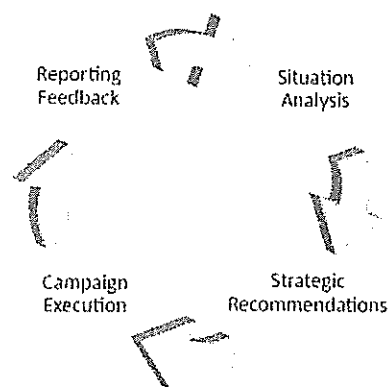 Reporting
Feedback
Situation
Analysis
Campaign
Execution
Strategic
Recommendations